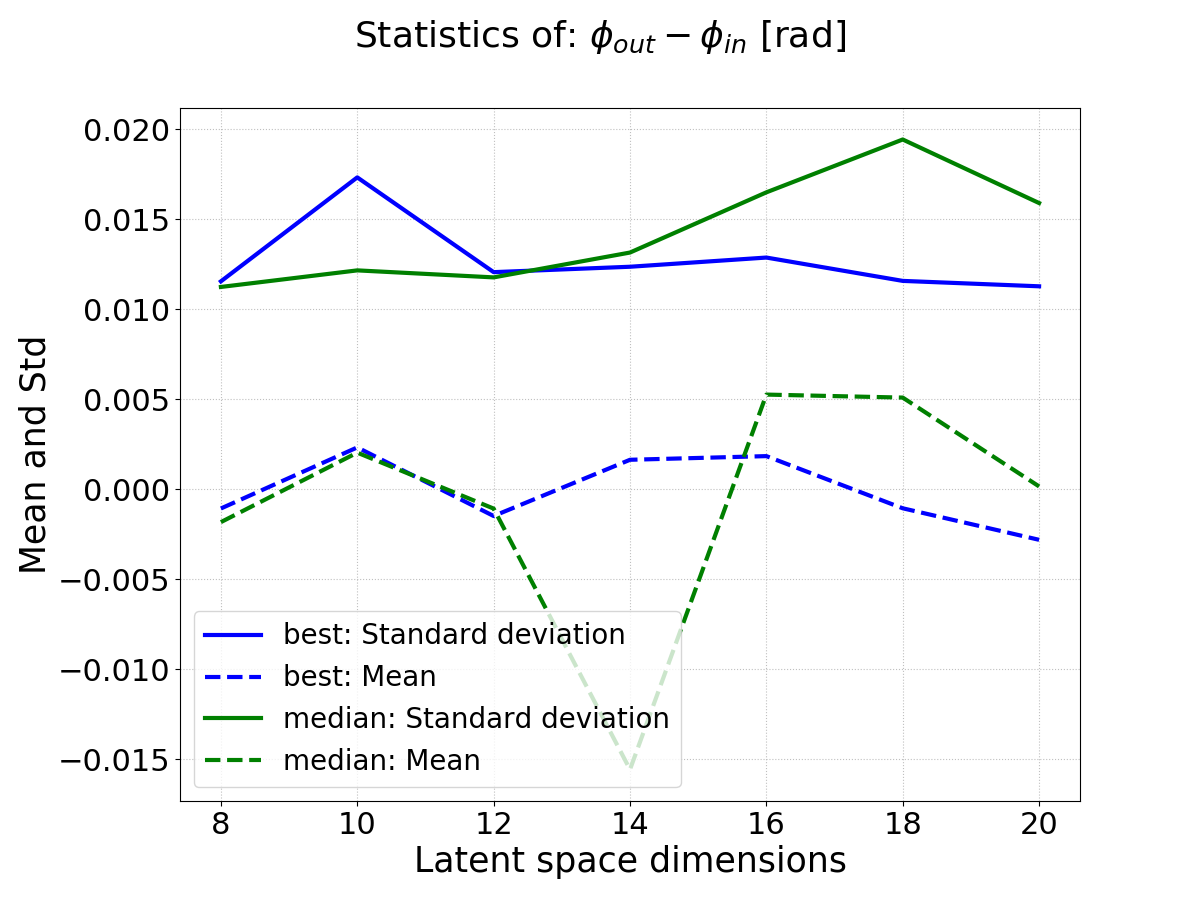 Statistics of: ϕ_out − ϕ_in [rad]
Mean and Std
0.020
0.015
0.010
0.005
0.000
−0.005
−0.010
−0.015
best: Standard deviation
best: Mean
median: Standard deviation
median: Mean
8 10 12 14 16 18 20
Latent space dimensions